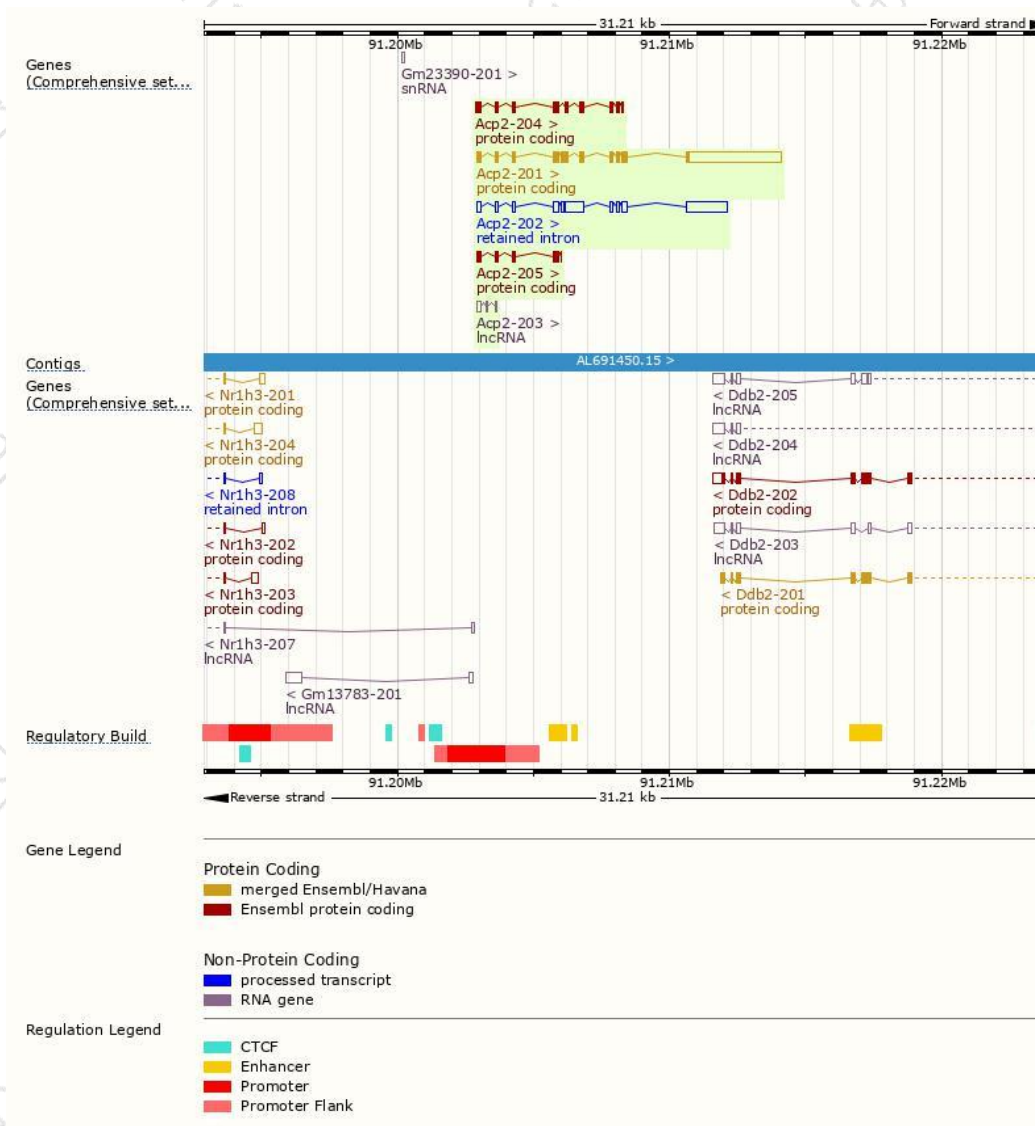 31.21 kb
Forward strand
91.20Mb
91.21Mb
91.22Mb
Genes
(Comprehensive set...
Gm23390-201 >
snRNA
Acp2-204 >
protein coding
Acp2-201 >
protein coding
Acp2-202 >
retained intron
Acp2-205 >
protein coding
Acp2-203 >
lncRNA
Contigs
AL691450.15 >
Genes
(Comprehensive set...
< Nr1h3-201
protein coding
< Nr1h3-204
protein coding
< Nr1h3-208
retained intron
< Nr1h3-202
protein coding
< Nr1h3-203
protein coding
< Nr1h3-207
lncRNA
< Gm13783-201
lncRNA
< Ddb2-205
lncRNA
< Ddb2-204
lncRNA
< Ddb2-202
protein coding
< Ddb2-203
lncRNA
< Ddb2-201
protein coding
Regulatory Build
91.20Mb
91.21Mb
91.22Mb
Reverse strand
31.21 kb
Gene Legend
Protein Coding
merged Ensembl/Havana
Ensembl protein coding
Non-Protein Coding
processed transcript
RNA gene
Regulation Legend
CTCF
Enhancer
Promoter
Promoter Flank